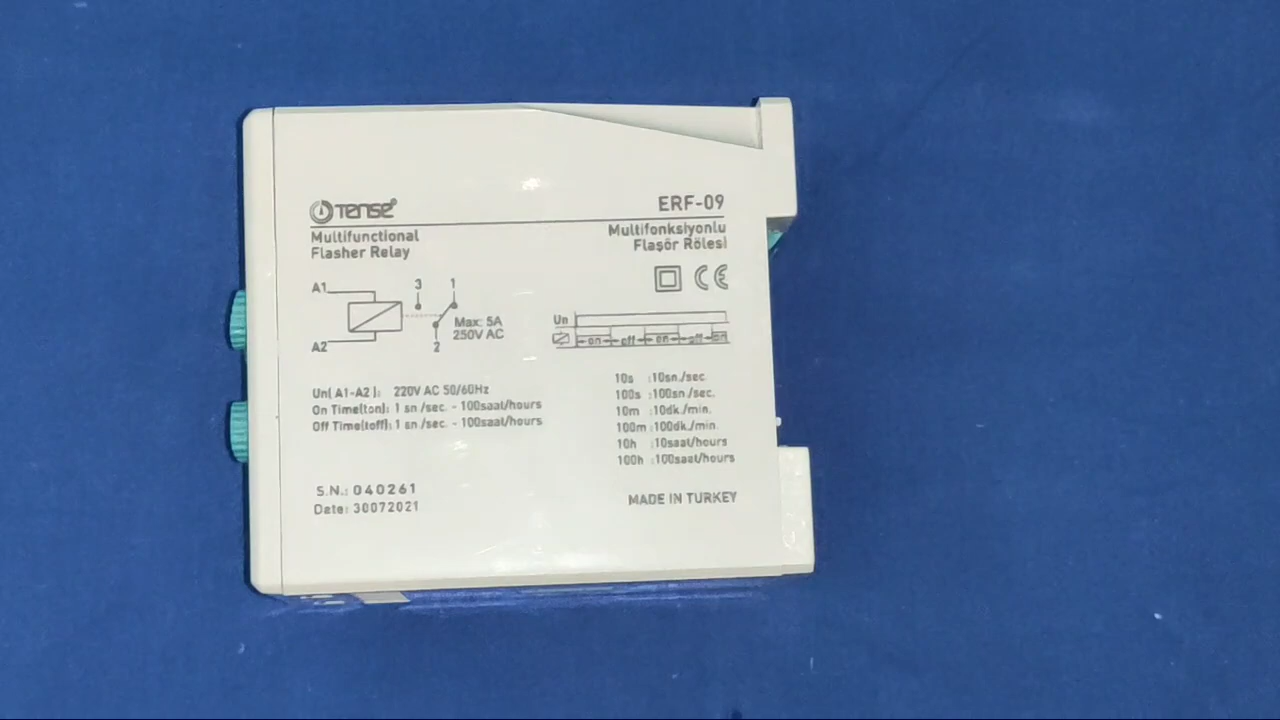 TENSE®
ERF-09
Multifunctional
Flasher Relay
Multifonksiyonlu
Flaşör Rölesi
CE
A1
3
1
Max: 5A
250V AC
A2
2
Un
on off on off on
Un( A1-A2 ): 220V AC 50/60Hz
On Time(ton): 1 sn /sec. - 100saat/hours
Off Time(toff): 1 sn /sec. - 100saat/hours
10s :10sn./sec.
100s :100sn/sec.
10m :10dk./min.
100m :100dk./min.
10h :10saat/hours
100h :100saat/hours
S.N.: 040261
Date: 30072021
MADE IN TURKEY